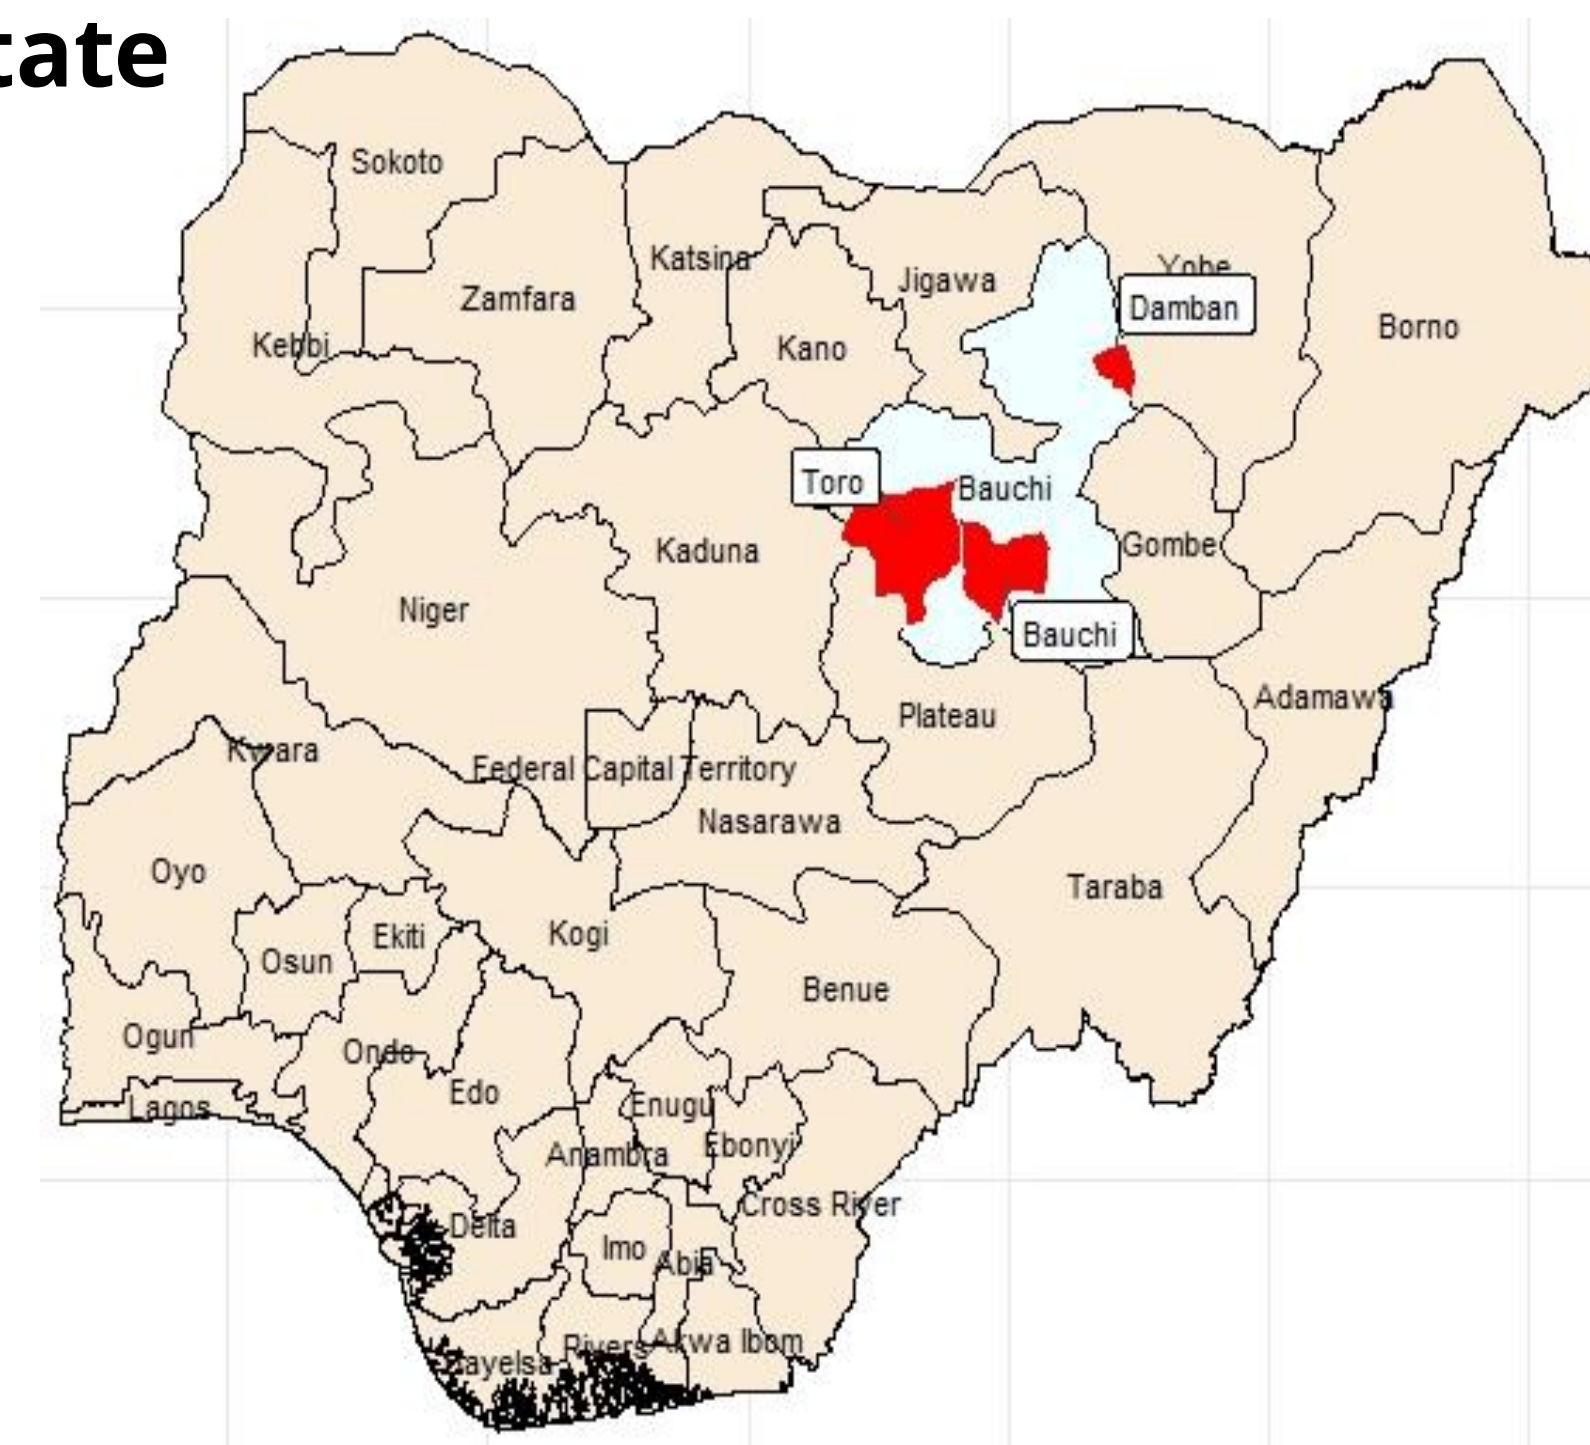 tate
Sokoto
Katsina
Zamfara
Jigawa
Yobe
Damban
Borno
Kebbi
Kano
Toro
Bauchi
Kaduna
Gombe
Niger
Bauchi
Adamawa
Plateau
Kwara
Federal Capital Territory
Nasarawa
Oyo
Taraba
Ekiti
Kogi
Osun
Benue
Ogun
Ondo
Edo
Lagos
Enugu
Ebonyi
Anambra
Cross River
Delta
Imo
Abia
Rivers
Akwa Ibom
Bayelsa